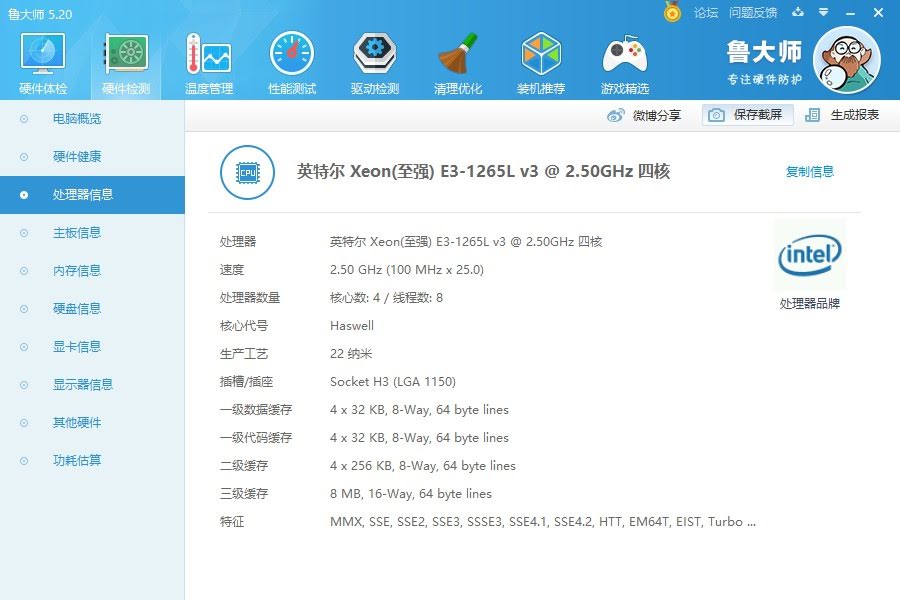 鲁大师 5.20
论坛 问题反馈
硬件体检 硬件检测 温度管理 性能测试 驱动检测 清理优化 装机推荐 游戏精选
鲁大师
专注硬件防护
微博分享 保存截屏 生成报表
电脑概览
硬件健康
处理器信息
主板信息
内存信息
硬盘信息
显卡信息
显示器信息
其他硬件
功耗估算
CPU
英特尔 Xeon(至强) E3-1265L v3 @ 2.50GHz 四核
复制信息
处理器 英特尔 Xeon(至强) E3-1265L v3 @ 2.50GHz 四核
速度 2.50 GHz (100 MHz x 25.0)
处理器数量 核心数: 4 / 线程数: 8
核心代号 Haswell
生产工艺 22 纳米
插槽/插座 Socket H3 (LGA 1150)
一级数据缓存 4 x 32 KB, 8-Way, 64 byte lines
一级代码缓存 4 x 32 KB, 8-Way, 64 byte lines
二级缓存 4 x 256 KB, 8-Way, 64 byte lines
三级缓存 8 MB, 16-Way, 64 byte lines
特征 MMX, SSE, SSE2, SSE3, SSSE3, SSE4.1, SSE4.2, HTT, EM64T, EIST, Turbo ...
intel
处理器品牌